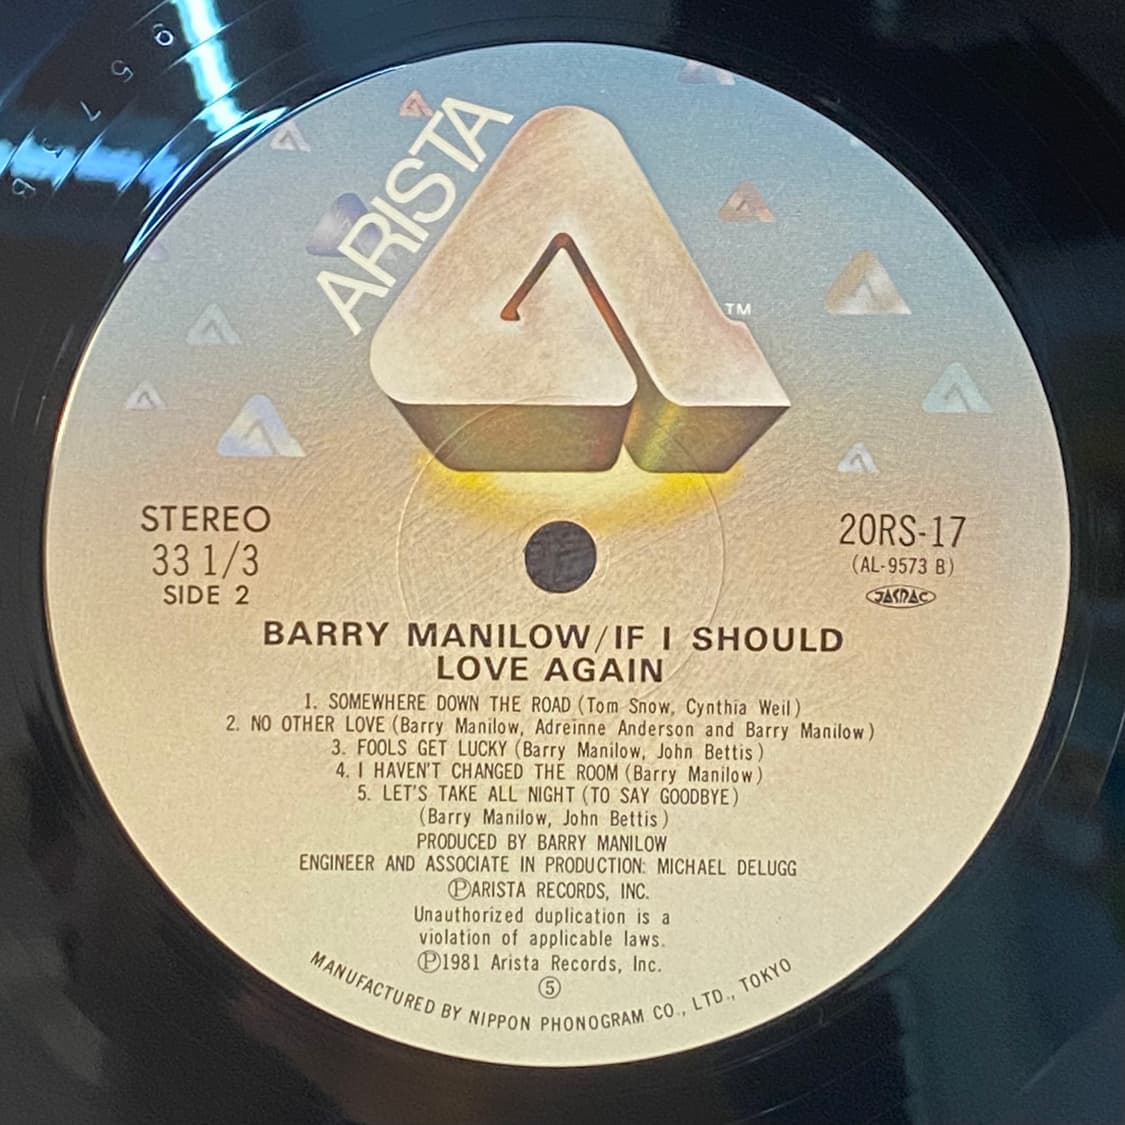 ARISTA
TM
STEREO
33 1/3
SIDE 2
20RS-17
(AL-9573 B)
JASRAC
BARRY MANILOW/IF I SHOULD
LOVE AGAIN
1. SOMEWHERE DOWN THE ROAD (Tom Snow, Cynthia Weil)
2. NO OTHER LOVE (Barry Manilow, Adreinne Anderson and Barry Manilow)
3. FOOLS GET LUCKY (Barry Manilow, John Bettis)
4. I HAVEN'T CHANGED THE ROOM (Barry Manilow)
5. LET'S TAKE ALL NIGHT (TO SAY GOODBYE)
(Barry Manilow, John Bettis)
PRODUCED BY BARRY MANILOW
ENGINEER AND ASSOCIATE IN PRODUCTION: MICHAEL DELUGG
ⓅARISTA RECORDS, INC.
Unauthorized duplication is a
violation of applicable laws.
Ⓟ1981 Arista Records, Inc.
⑤
MANUFACTURED BY NIPPON PHONOGRAM CO., LTD., TOKYO